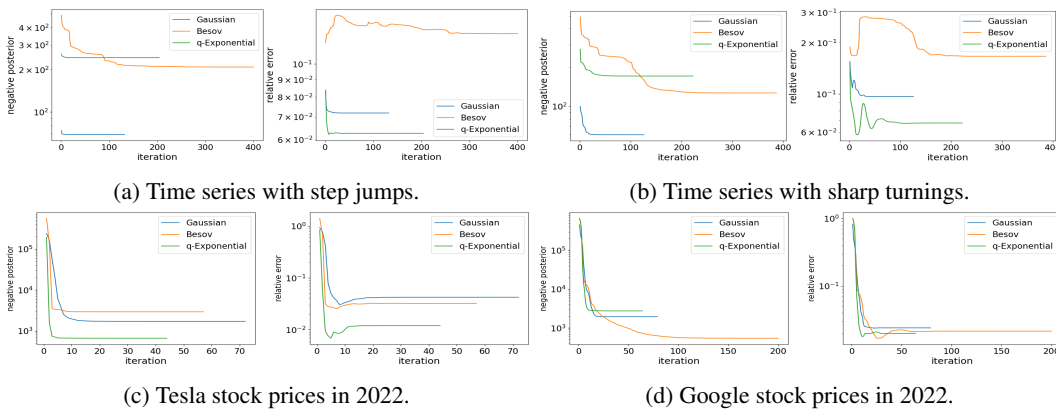 negative posterior
4 × 10²
3 × 10²
2 × 10²
10²
0 100 200 300 400
iteration
Gaussian
Besov
q-Exponential
relative error
10⁻¹
9 × 10⁻²
8 × 10⁻²
7 × 10⁻²
6 × 10⁻²
0 100 200 300 400
iteration
Gaussian
Besov
q-Exponential
negative posterior
10²
0 100 200 300 400
iteration
Gaussian
Besov
q-Exponential
relative error
3 × 10⁻¹
2 × 10⁻¹
10⁻¹
6 × 10⁻²
0 100 200 300 400
iteration
Gaussian
Besov
q-Exponential
(a) Time series with step jumps.
(b) Time series with sharp turnings.
negative posterior
10⁵
10⁴
10³
0 10 20 30 40 50 60 70
iteration
Gaussian
Besov
q-Exponential
relative error
10⁰
10⁻¹
10⁻²
0 10 20 30 40 50 60 70
iteration
Gaussian
Besov
q-Exponential
negative posterior
10⁵
10⁴
10³
0 50 100 150 200
iteration
Gaussian
Besov
q-Exponential
relative error
10⁰
10⁻¹
0 50 100 150 200
iteration
Gaussian
Besov
q-Exponential
(c) Tesla stock prices in 2022.
(d) Google stock prices in 2022.